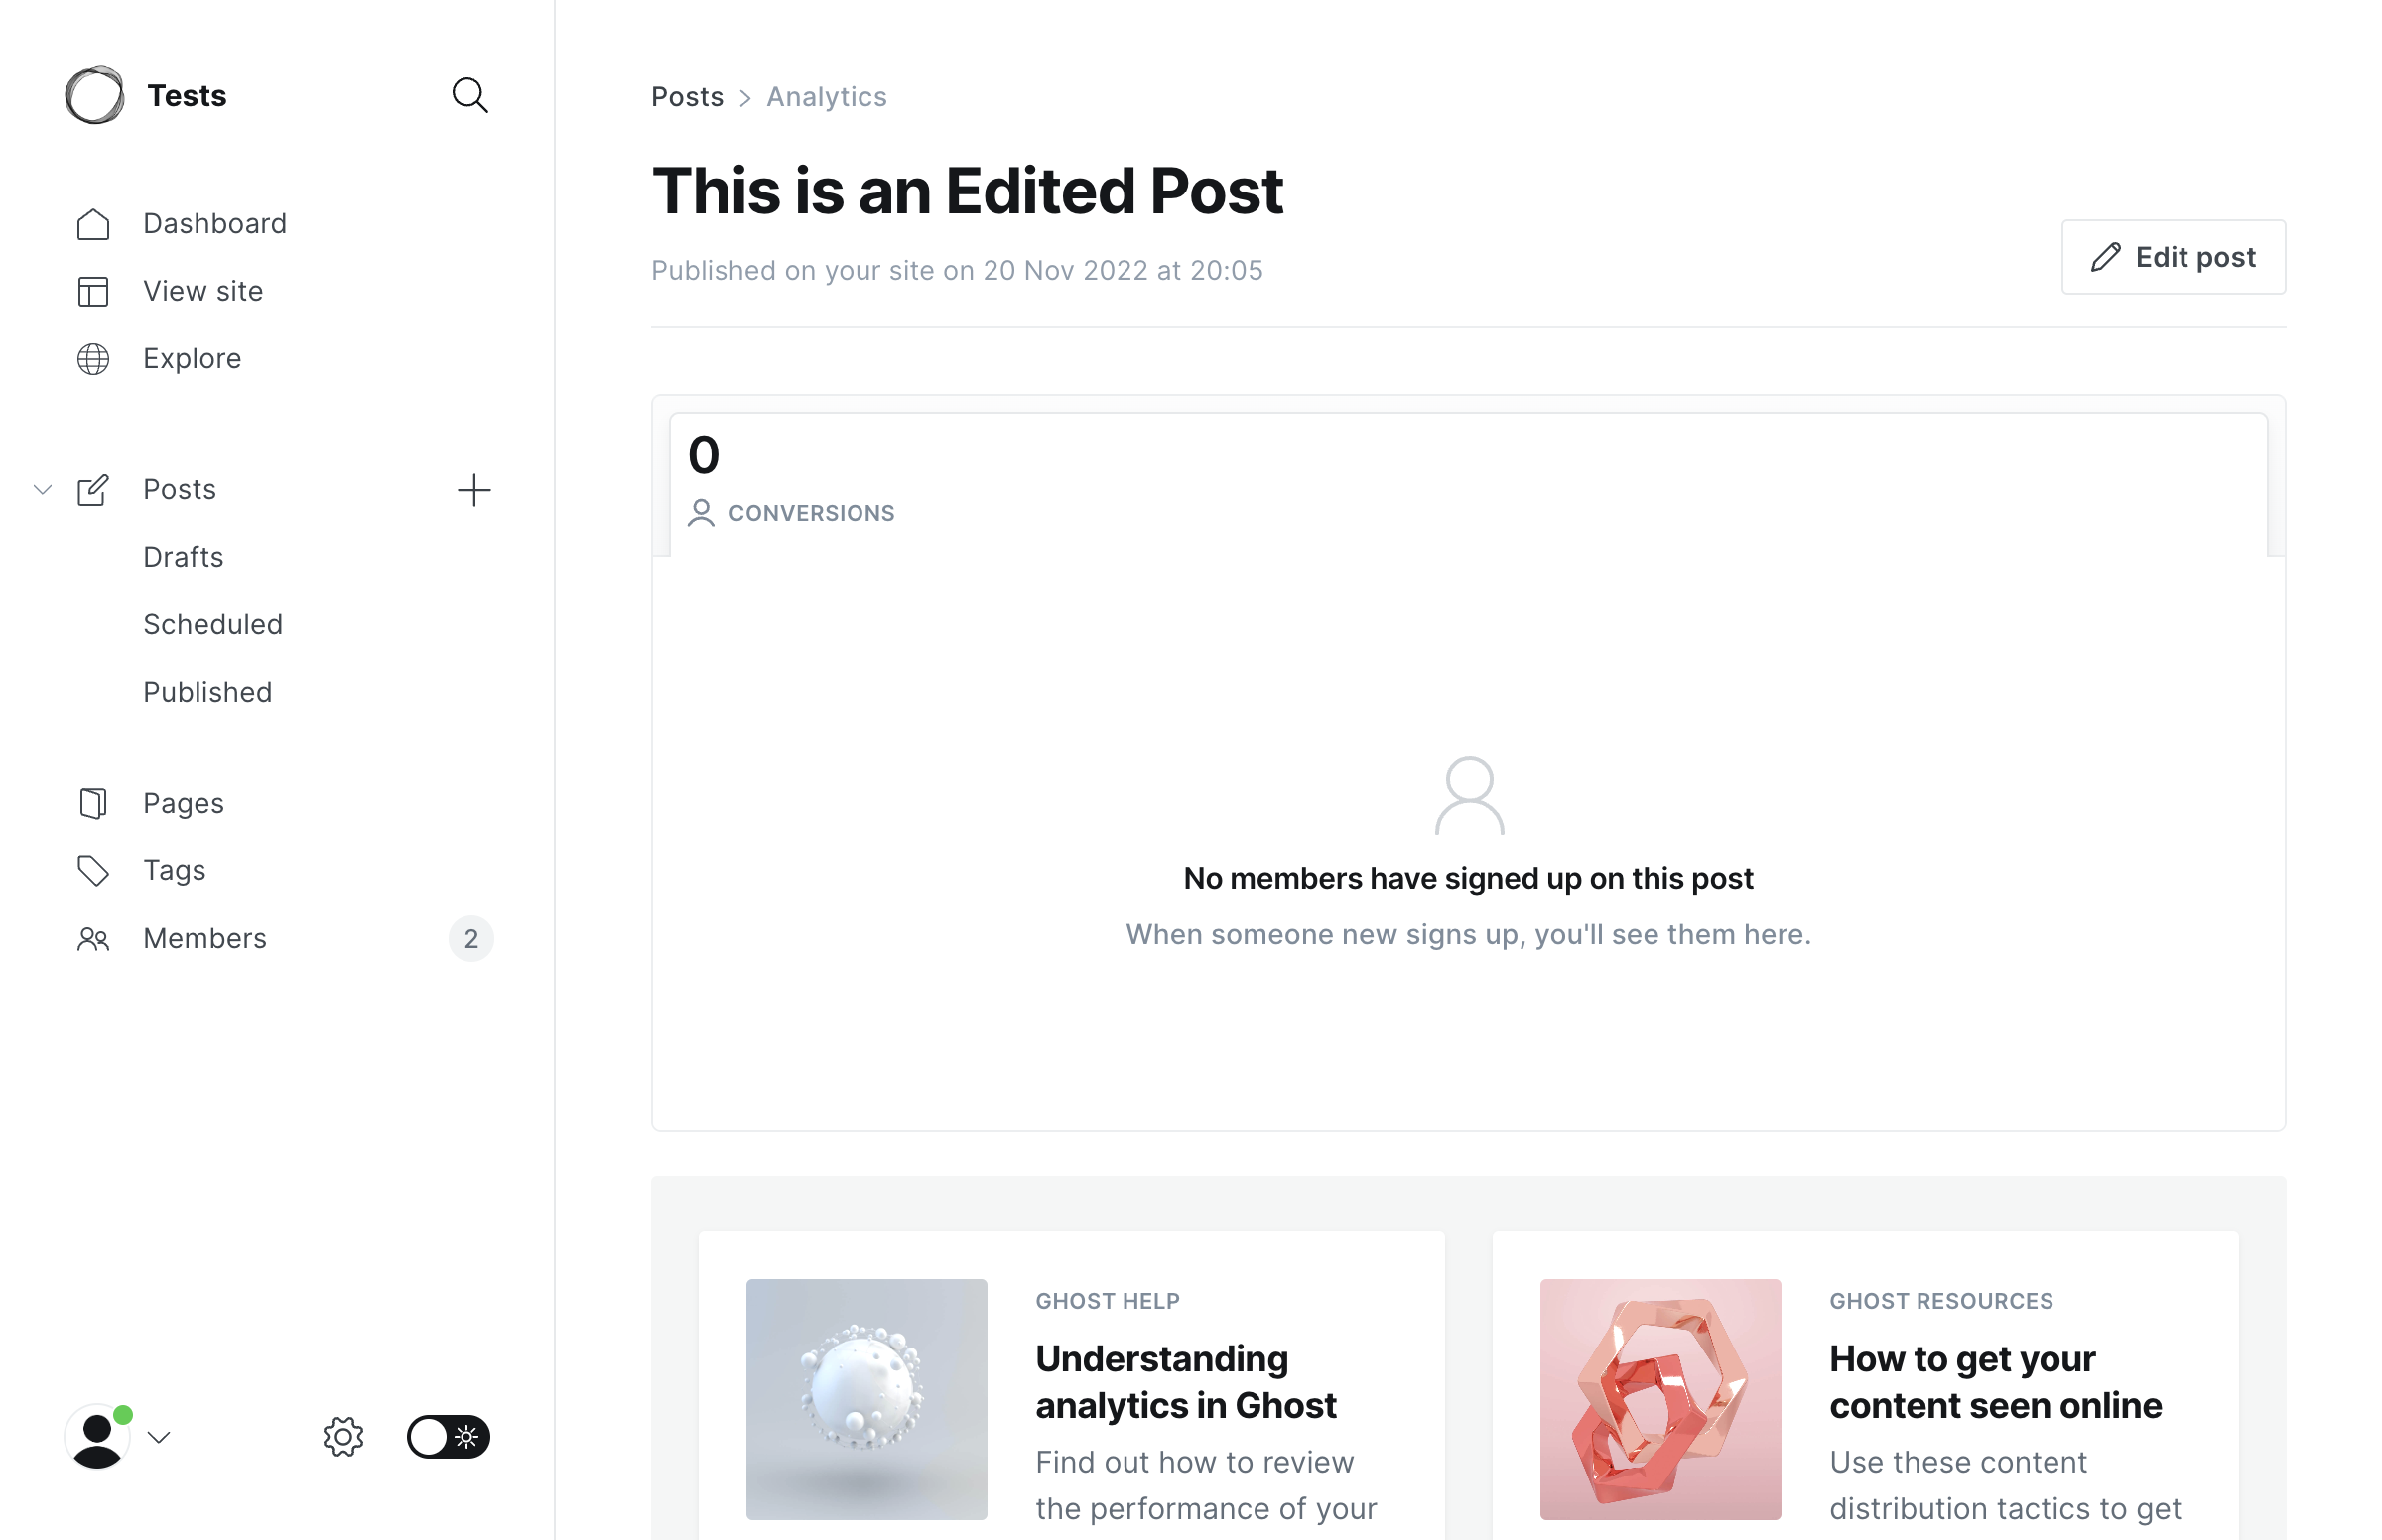 Tests
Dashboard
View site
Explore
Posts
Drafts
Scheduled
Published
Pages
Tags
Members
2
Posts > Analytics
This is an Edited Post
Published on your site on 20 Nov 2022 at 20:05
Edit post
0
CONVERSIONS
No members have signed up on this post
When someone new signs up, you'll see them here.
GHOST HELP
Understanding
analytics in Ghost
Find out how to review
the performance of your
GHOST RESOURCES
How to get your
content seen online
Use these content
distribution tactics to get